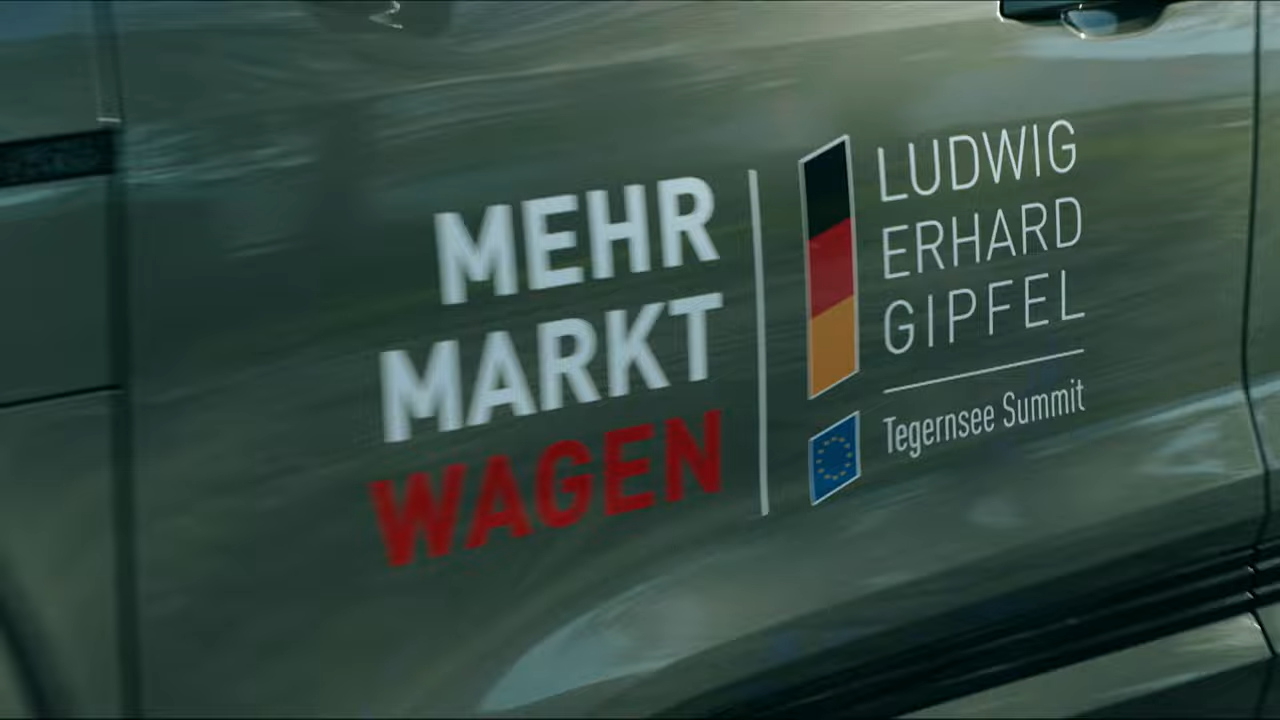 MEHR
MARKT
WAGEN
LUDWIG
ERHARD
GIPFEL
Tegernsee Summit